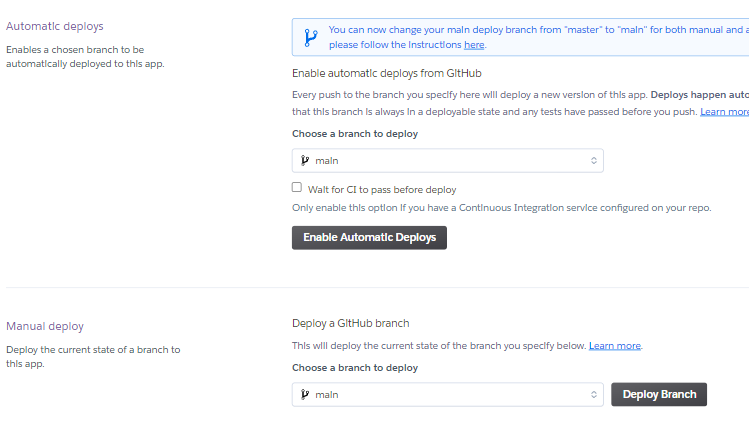 Automatic deploys
Enables a chosen branch to be
automatically deployed to this app.
You can now change your main deploy branch from "master" to "main" for both manual and a
please follow the instructions here.
Enable automatic deploys from GitHub
Every push to the branch you specify here will deploy a new version of this app. Deploys happen auto
that this branch is always in a deployable state and any tests have passed before you push. Learn more
Choose a branch to deploy
main
Wait for CI to pass before deploy
Only enable this option if you have a Continuous Integration service configured on your repo.
Enable Automatic Deploys
Manual deploy
Deploy the current state of a branch to
this app.
Deploy a GitHub branch
This will deploy the current state of the branch you specify below. Learn more.
Choose a branch to deploy
main
Deploy Branch